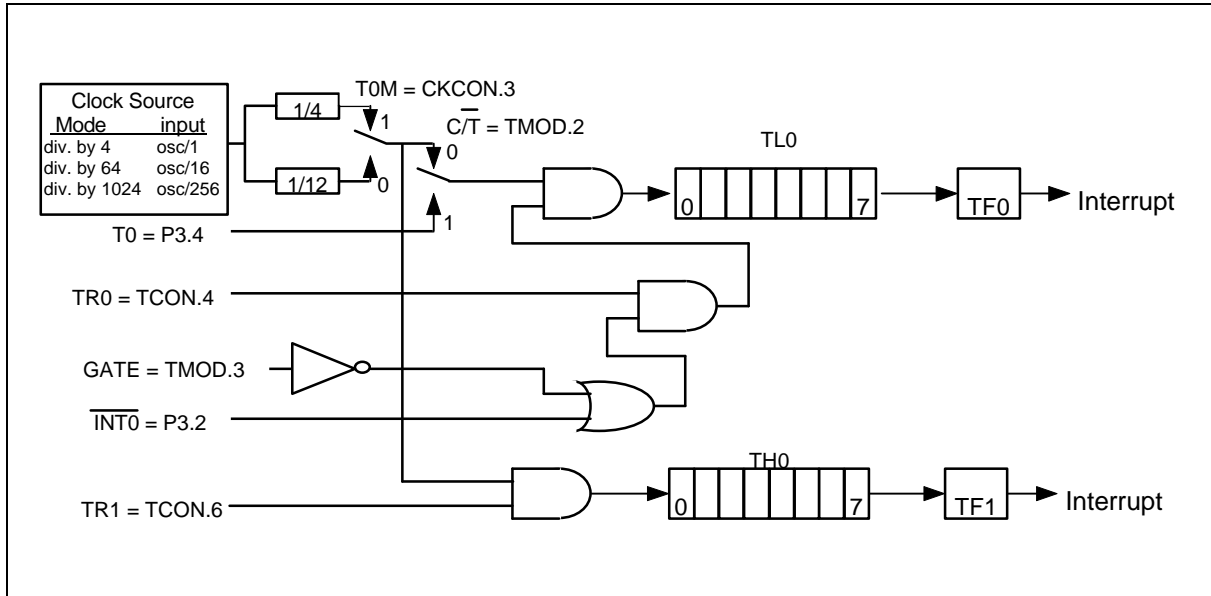 T0M = CKCON.3
Clock Source
Mode input
div. by 4 osc/1
div. by 64 osc/16
div. by 1024 osc/256
1/4
1
C/T̅ = TMOD.2
0
1/12
0
TL0
0 7
TF0
Interrupt
T0 = P3.4
1
TR0 = TCON.4
GATE = TMOD.3
I̅N̅T̅0̅ = P3.2
TH0
0 7
TF1
Interrupt
TR1 = TCON.6